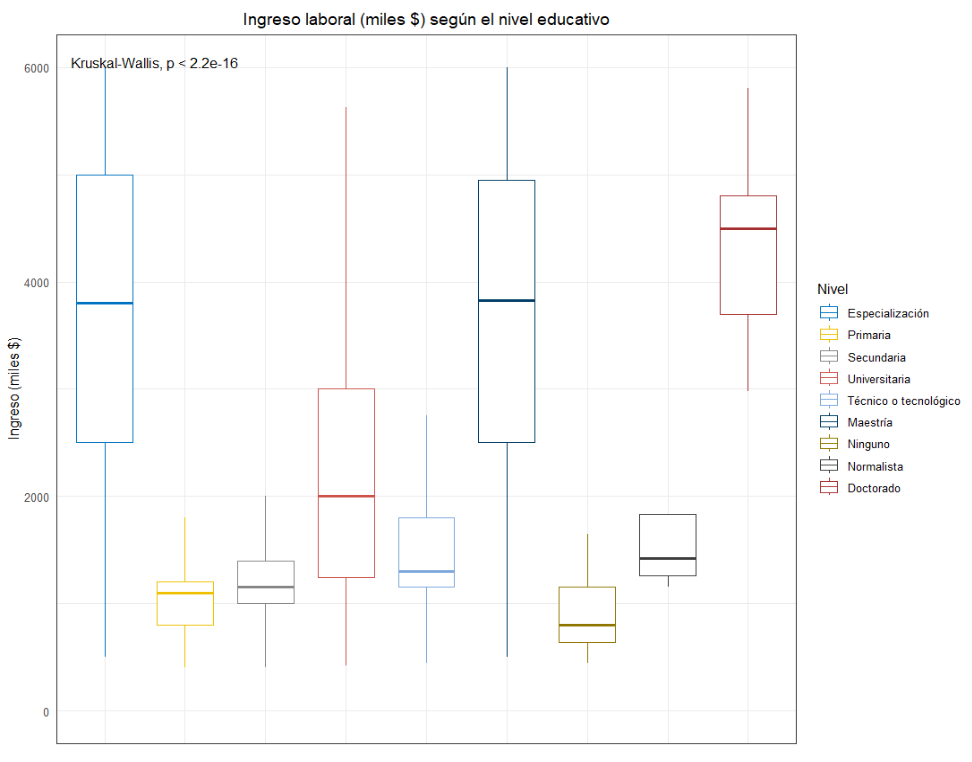 Ingreso laboral (miles $) según el nivel educativo
Kruskal-Wallis, p < 2.2e-16
6000
4000
2000
0
Ingreso (miles $)
Nivel
Especialización
Primaria
Secundaria
Universitaria
Técnico o tecnológico
Maestría
Ninguno
Normalista
Doctorado